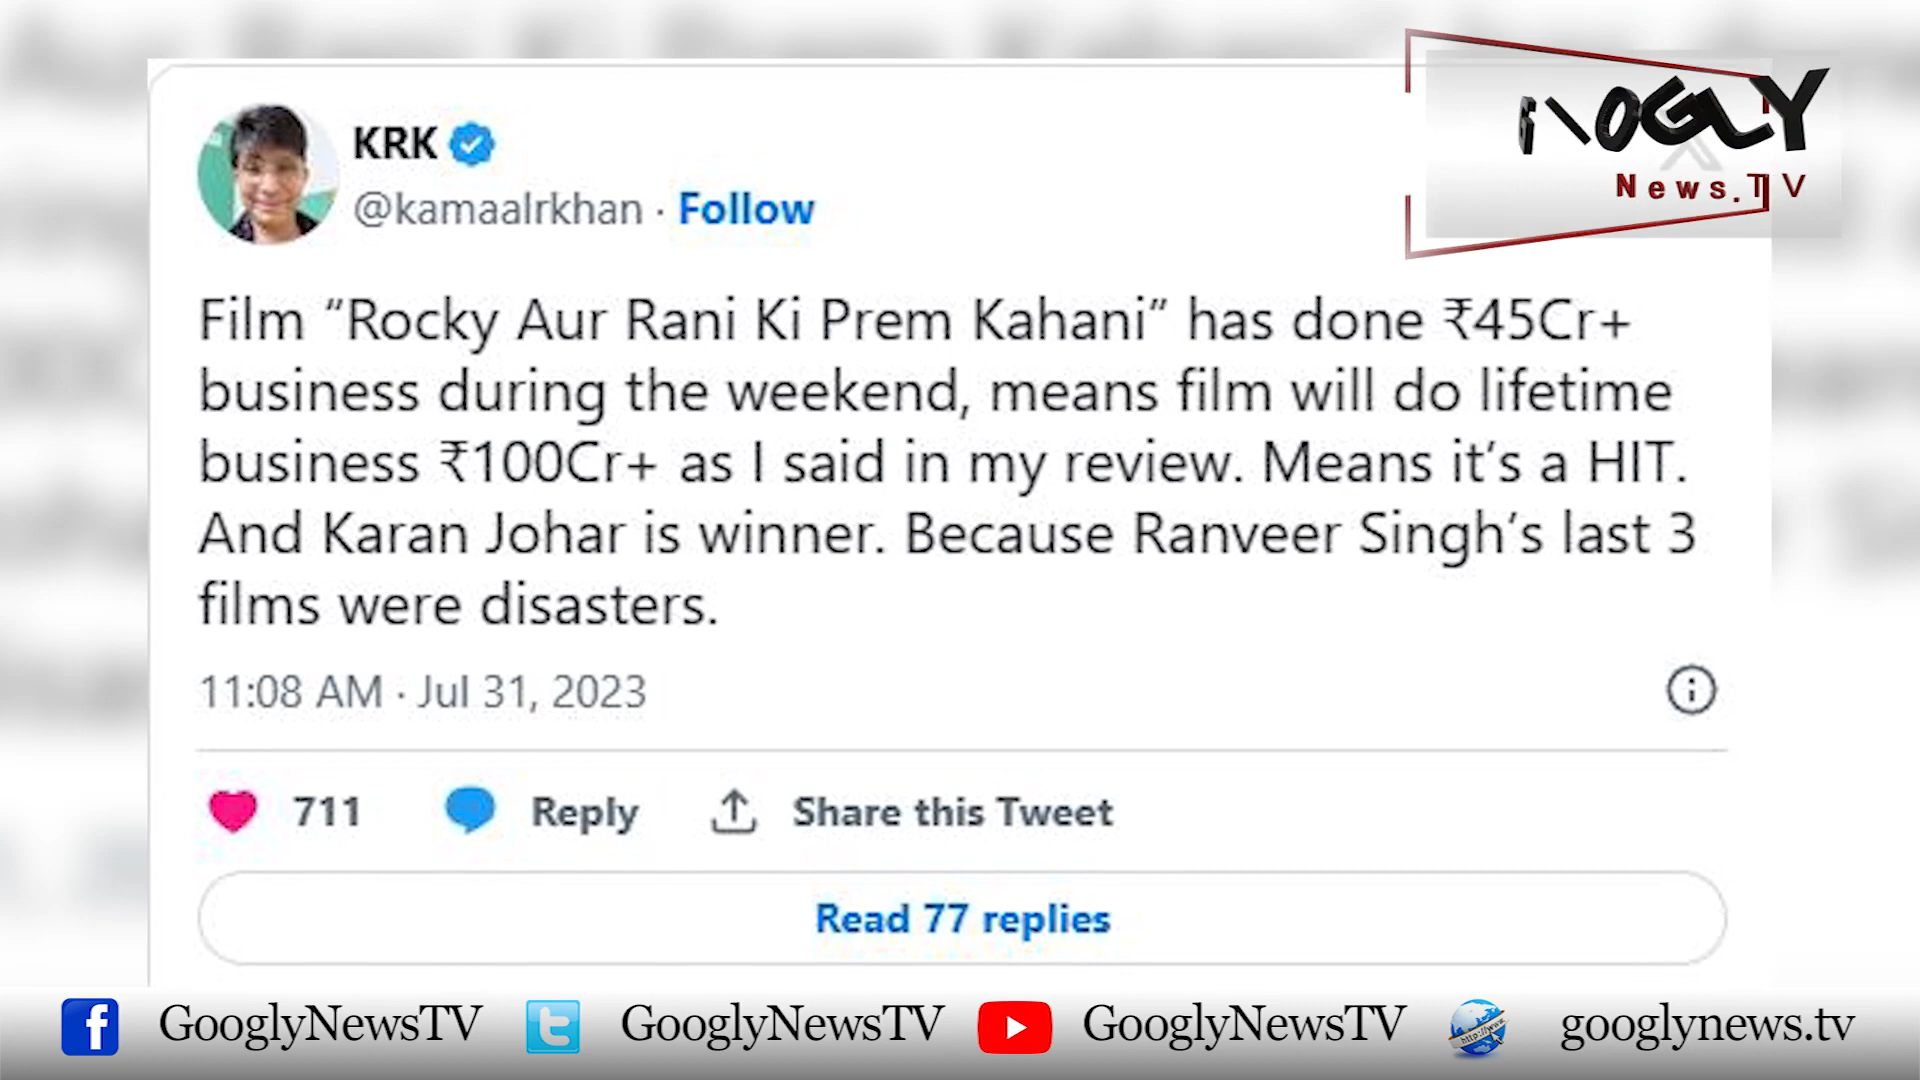 KRK
@kamaalrkhan · Follow
GOOGLY
News.TV
Film “Rocky Aur Rani Ki Prem Kahani” has done ₹45Cr+
business during the weekend, means film will do lifetime
business ₹100Cr+ as I said in my review. Means it’s a HIT.
And Karan Johar is winner. Because Ranveer Singh’s last 3
films were disasters.
11:08 AM · Jul 31, 2023
711 Reply Share this Tweet
Read 77 replies
GooglyNewsTV GooglyNewsTV GooglyNewsTV googlynews.tv